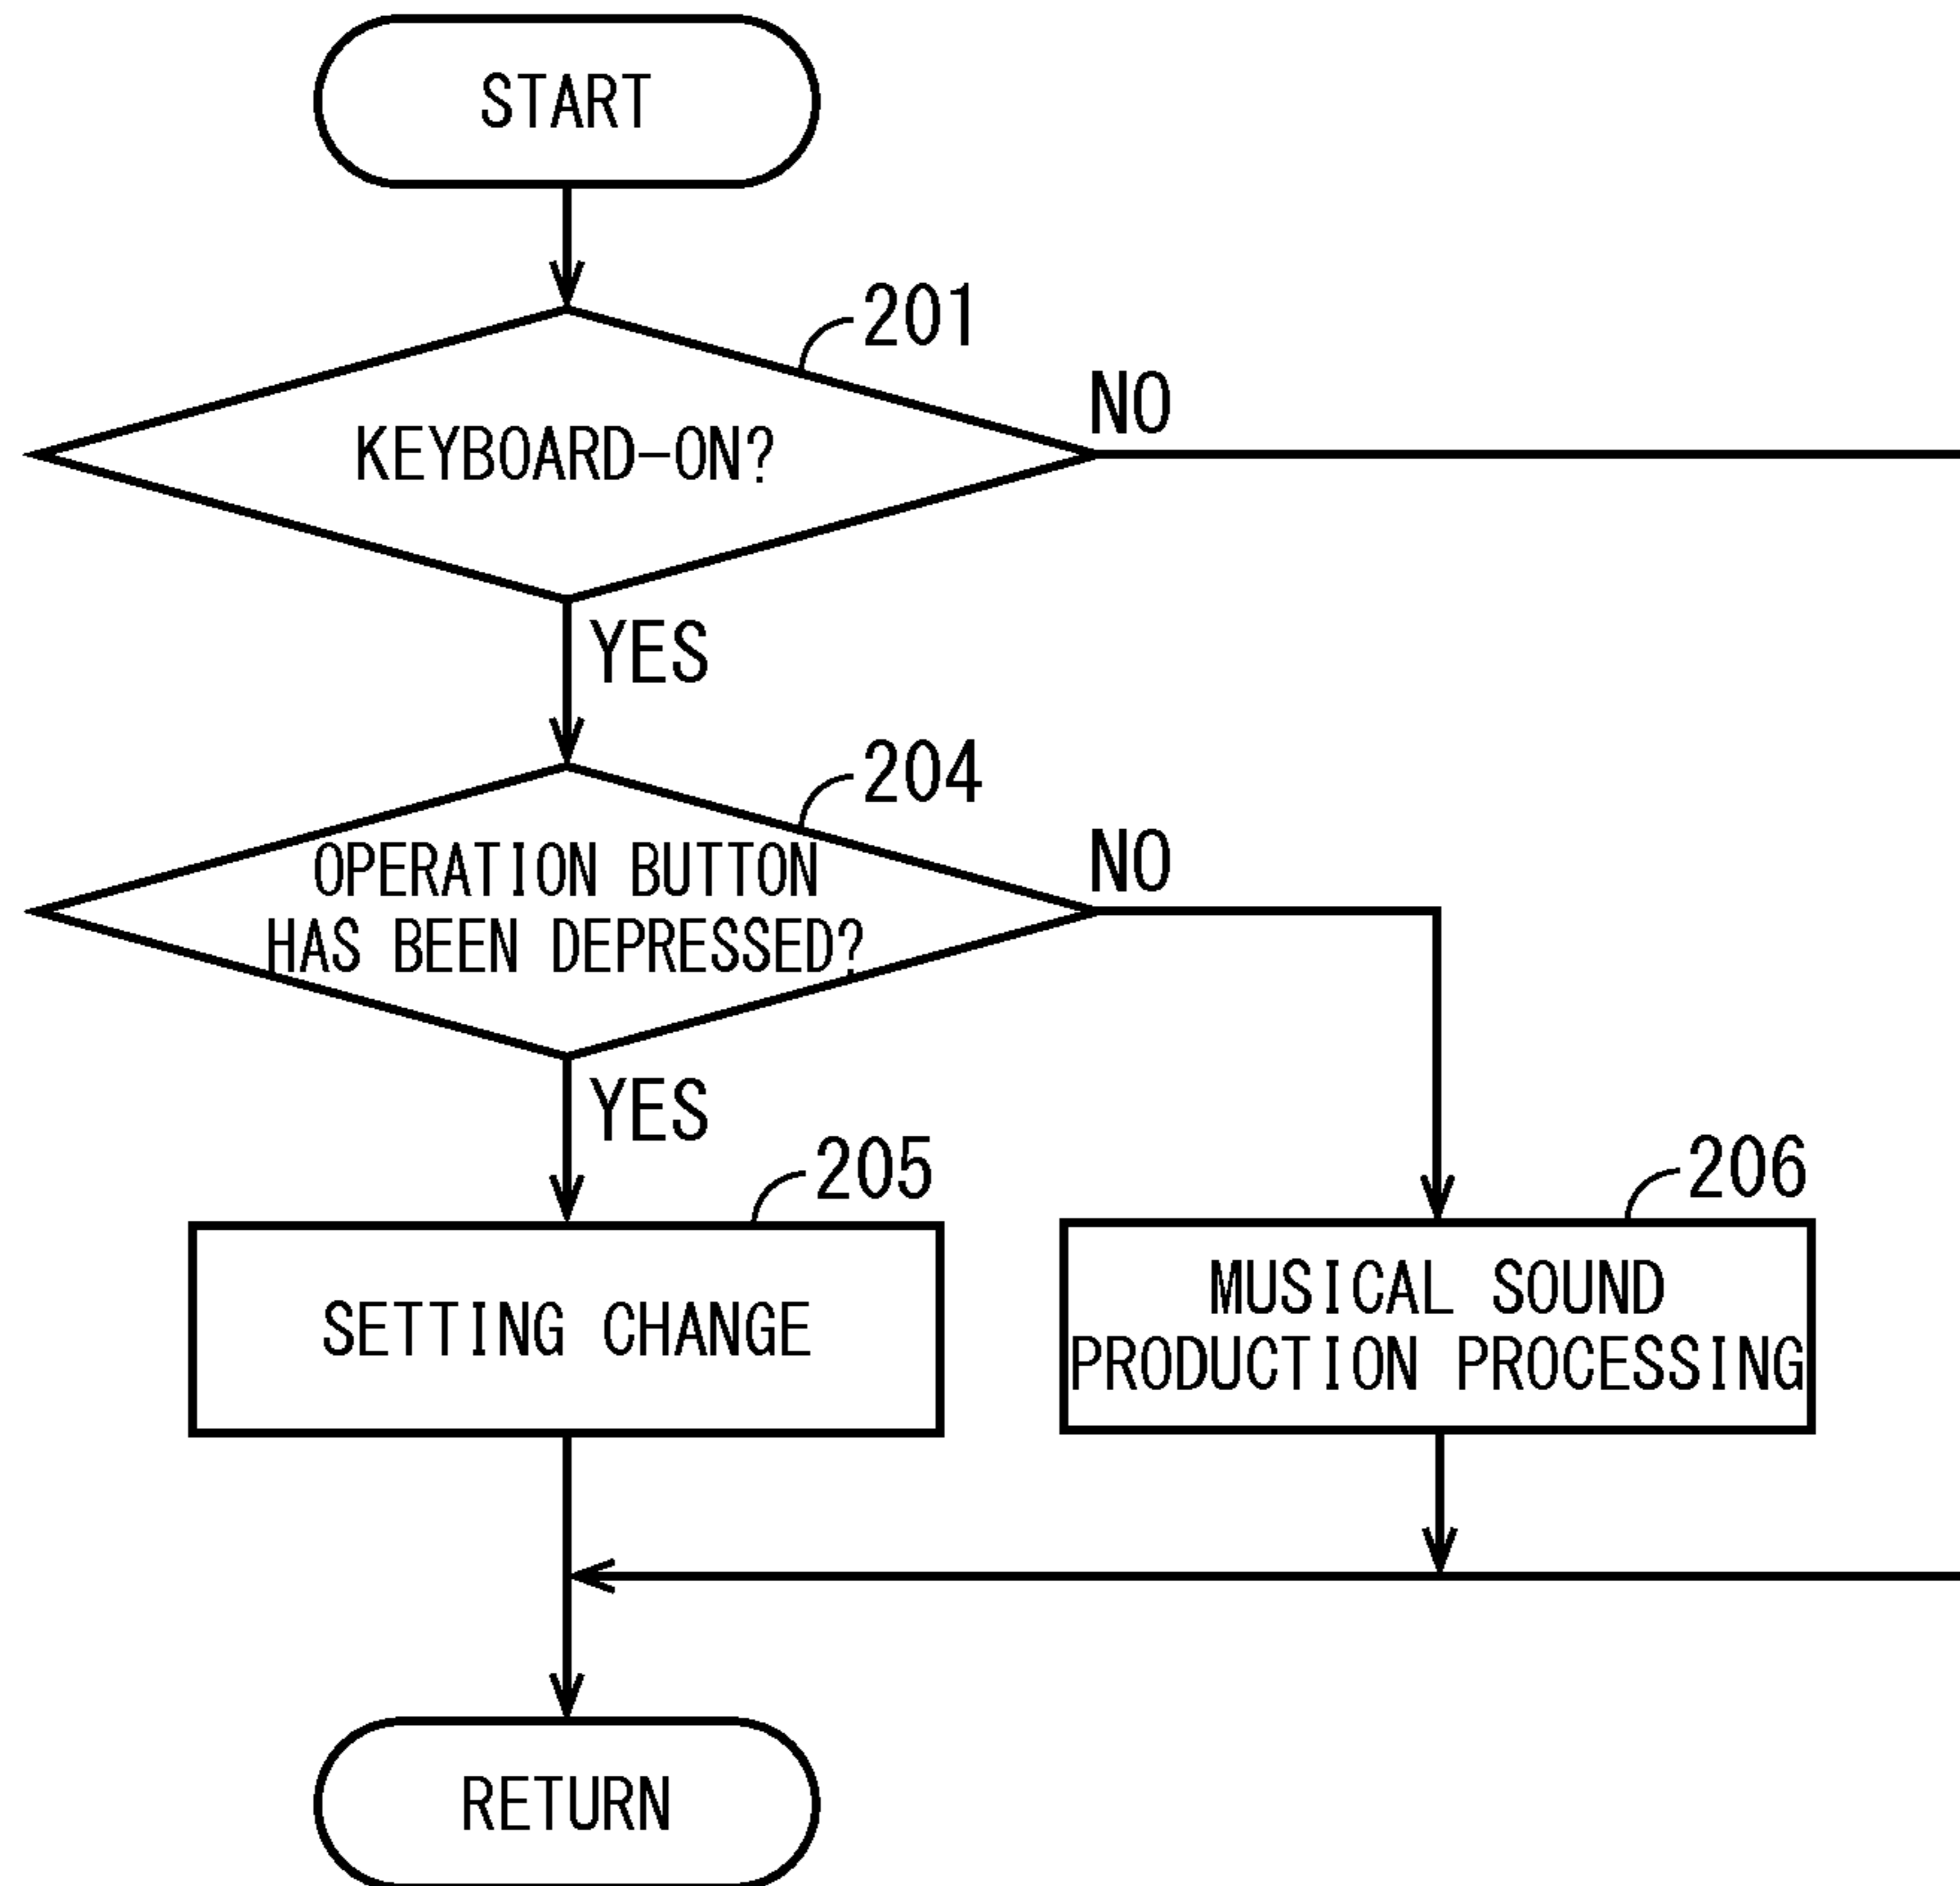 START
201
KEYBOARD-ON?
NO
YES
204
OPERATION BUTTON
HAS BEEN DEPRESSED?
NO
YES
205
SETTING CHANGE
206
MUSICAL SOUND
PRODUCTION PROCESSING
RETURN